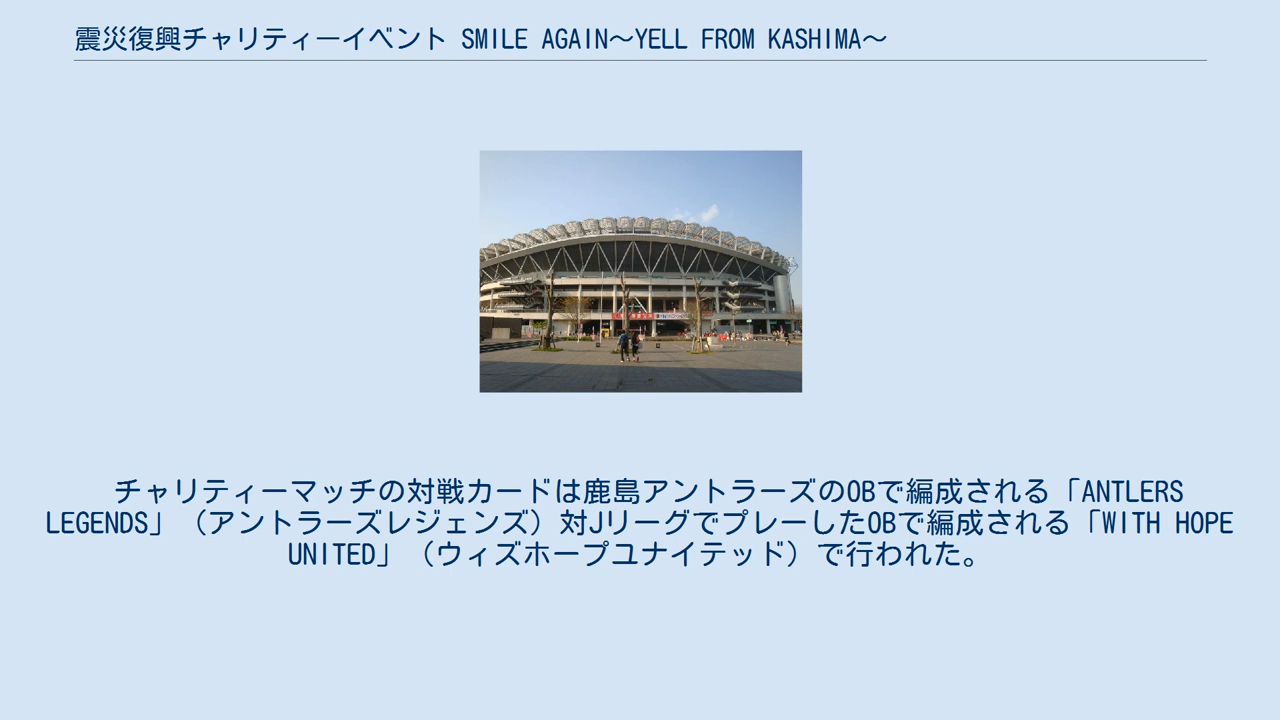 震災復興チャリティーイベント SMILE AGAIN～YELL FROM KASHIMA～
チャリティーマッチの対戦カードは鹿島アントラーズのOBで編成される「ANTLERS
LEGENDS」（アントラーズレジェンズ）対JリーグでプレーしたOBで編成される「WITH HOPE
UNITED」（ウィズホープユナイテッド）で行われた。